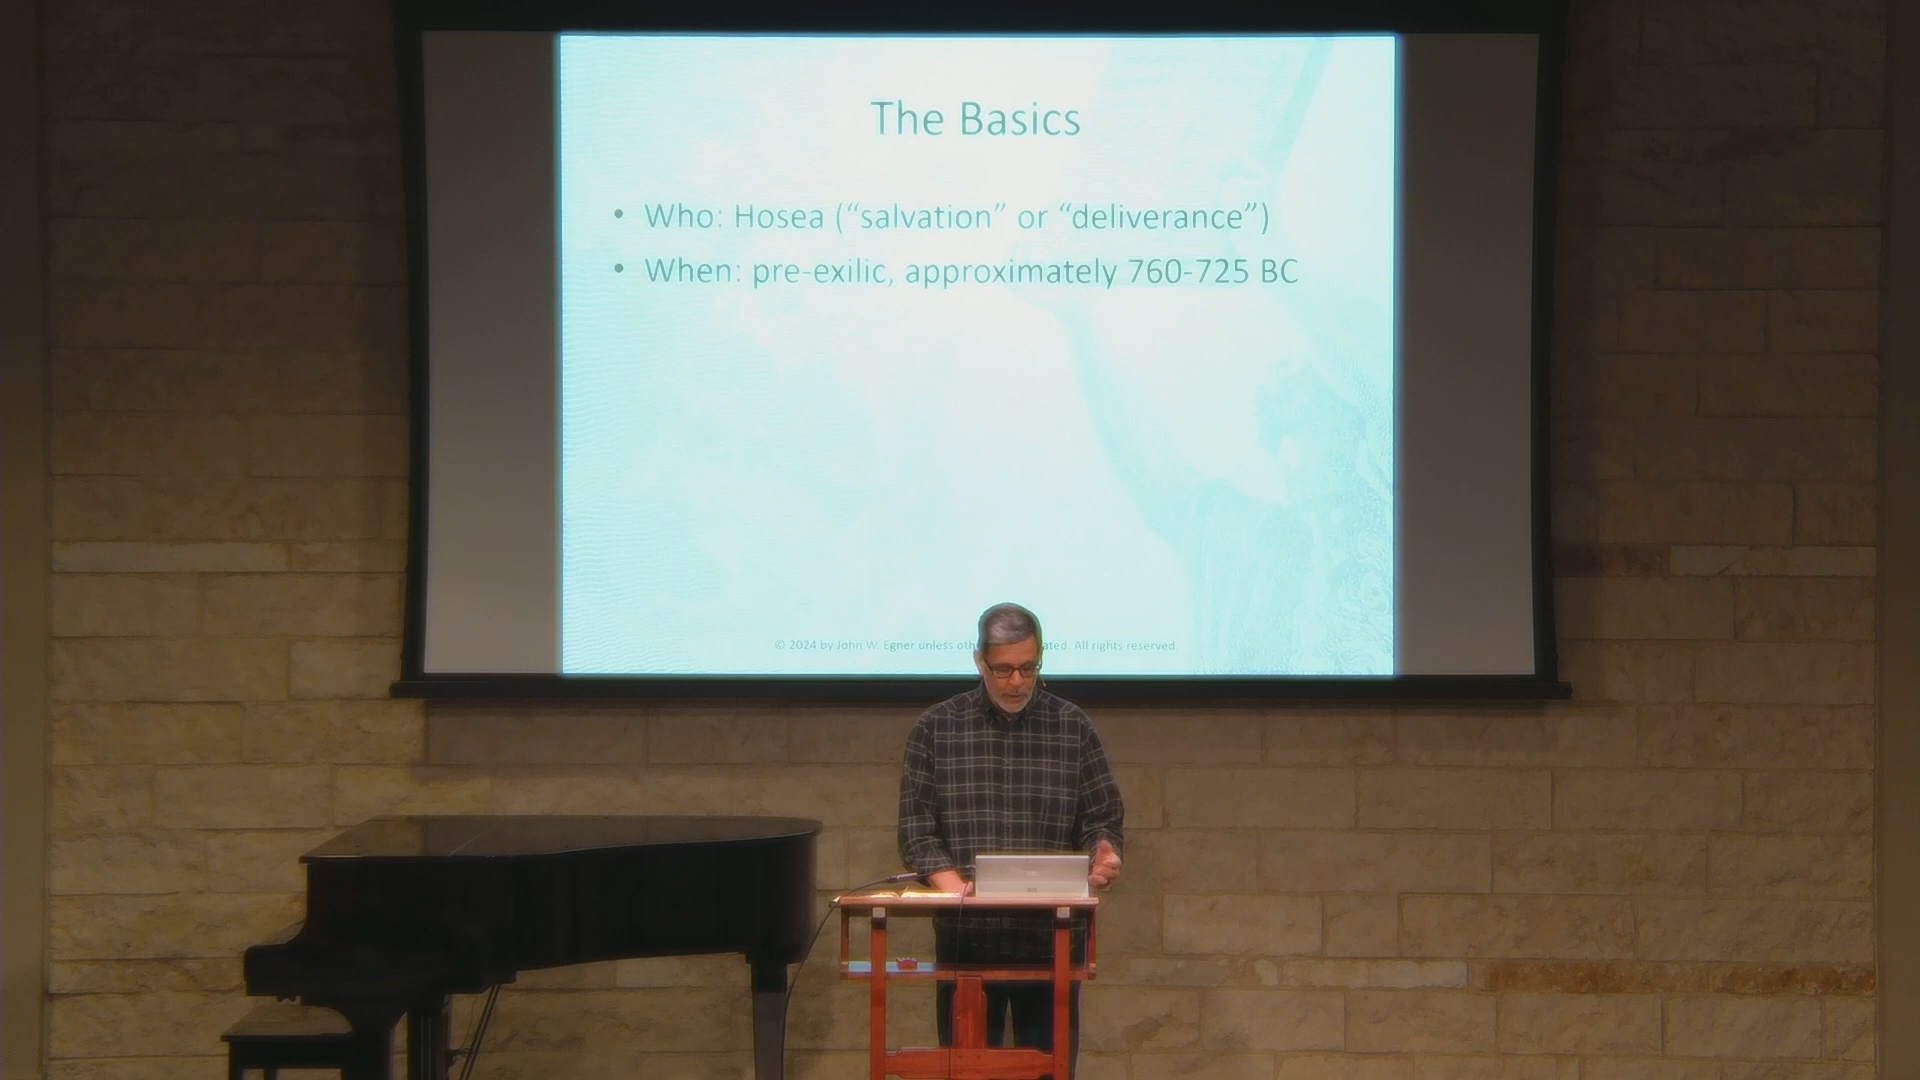 The Basics
• Who: Hosea (“salvation” or “deliverance”)
• When: pre-exilic, approximately 760-725 BC
© 2024 by John W. Egner unless ated. All rights reserved.